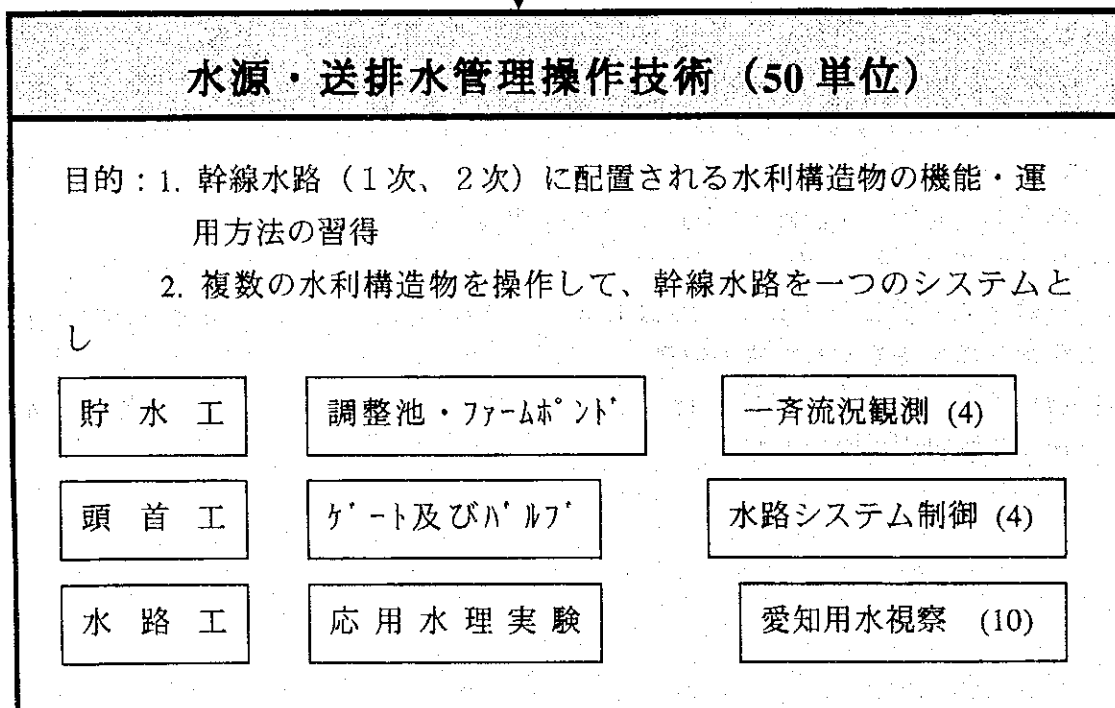 水源・送排水管理操作技術（50 単位）
目的：1. 幹線水路（１次、２次）に配置される水利構造物の機能・運
用方法の習得
2. 複数の水利構造物を操作して、幹線水路を一つのシステムと
し
貯 水 工　調整池・ﾌｧｰﾑﾎﾟﾝﾄﾞ　一斉流況観測 (4)
頭 首 工　ｹﾞｰﾄ及びﾊﾞﾙﾌﾞ　水路システム制御 (4)
水 路 工　応 用 水 理 実 験　愛知用水視察 (10)